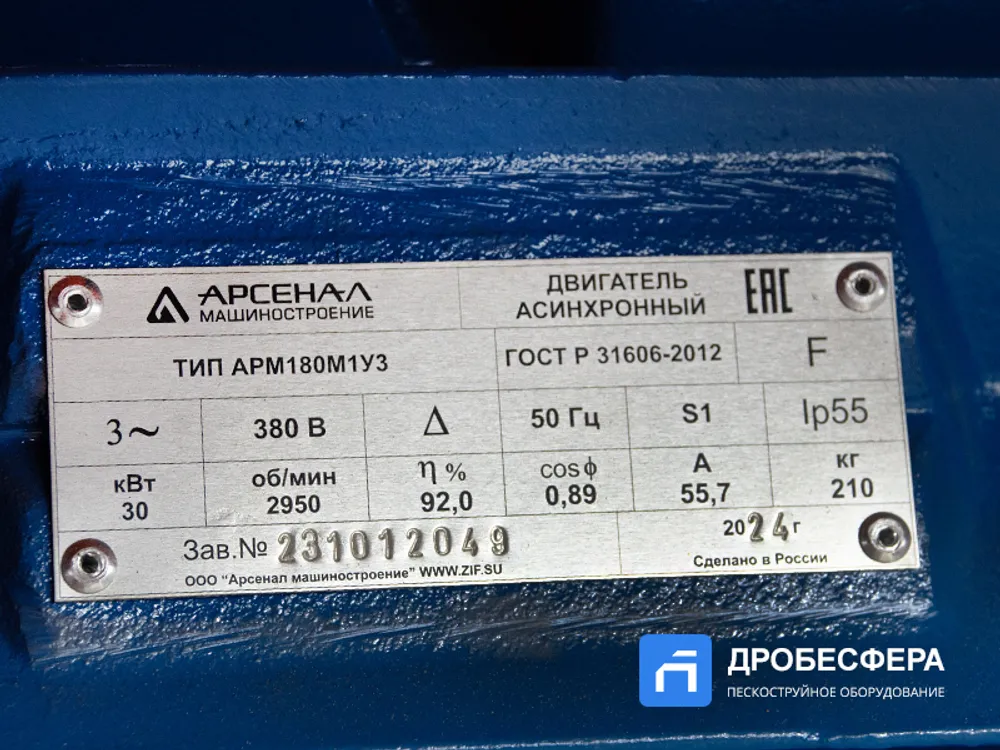 АРСЕНАЛ
МАШИНОСТРОЕНИЕ
ДВИГАТЕЛЬ
АСИНХРОННЫЙ
ЕАС
ТИП АРМ180М1У3
ГОСТ Р 31606-2012
F
3~
380 В
Δ
50 Гц
S1
Ip55
кВт
30
об/мин
2950
η %
92,0
cos ϕ
0,89
А
55,7
кг
210
Зав.№ 231012049
2024 г
ООО "Арсенал машиностроение" WWW.ZIF.SU
Сделано в России
ДРОБЕСФЕРА
ПЕСКОСТРУЙНОЕ ОБОРУДОВАНИЕ